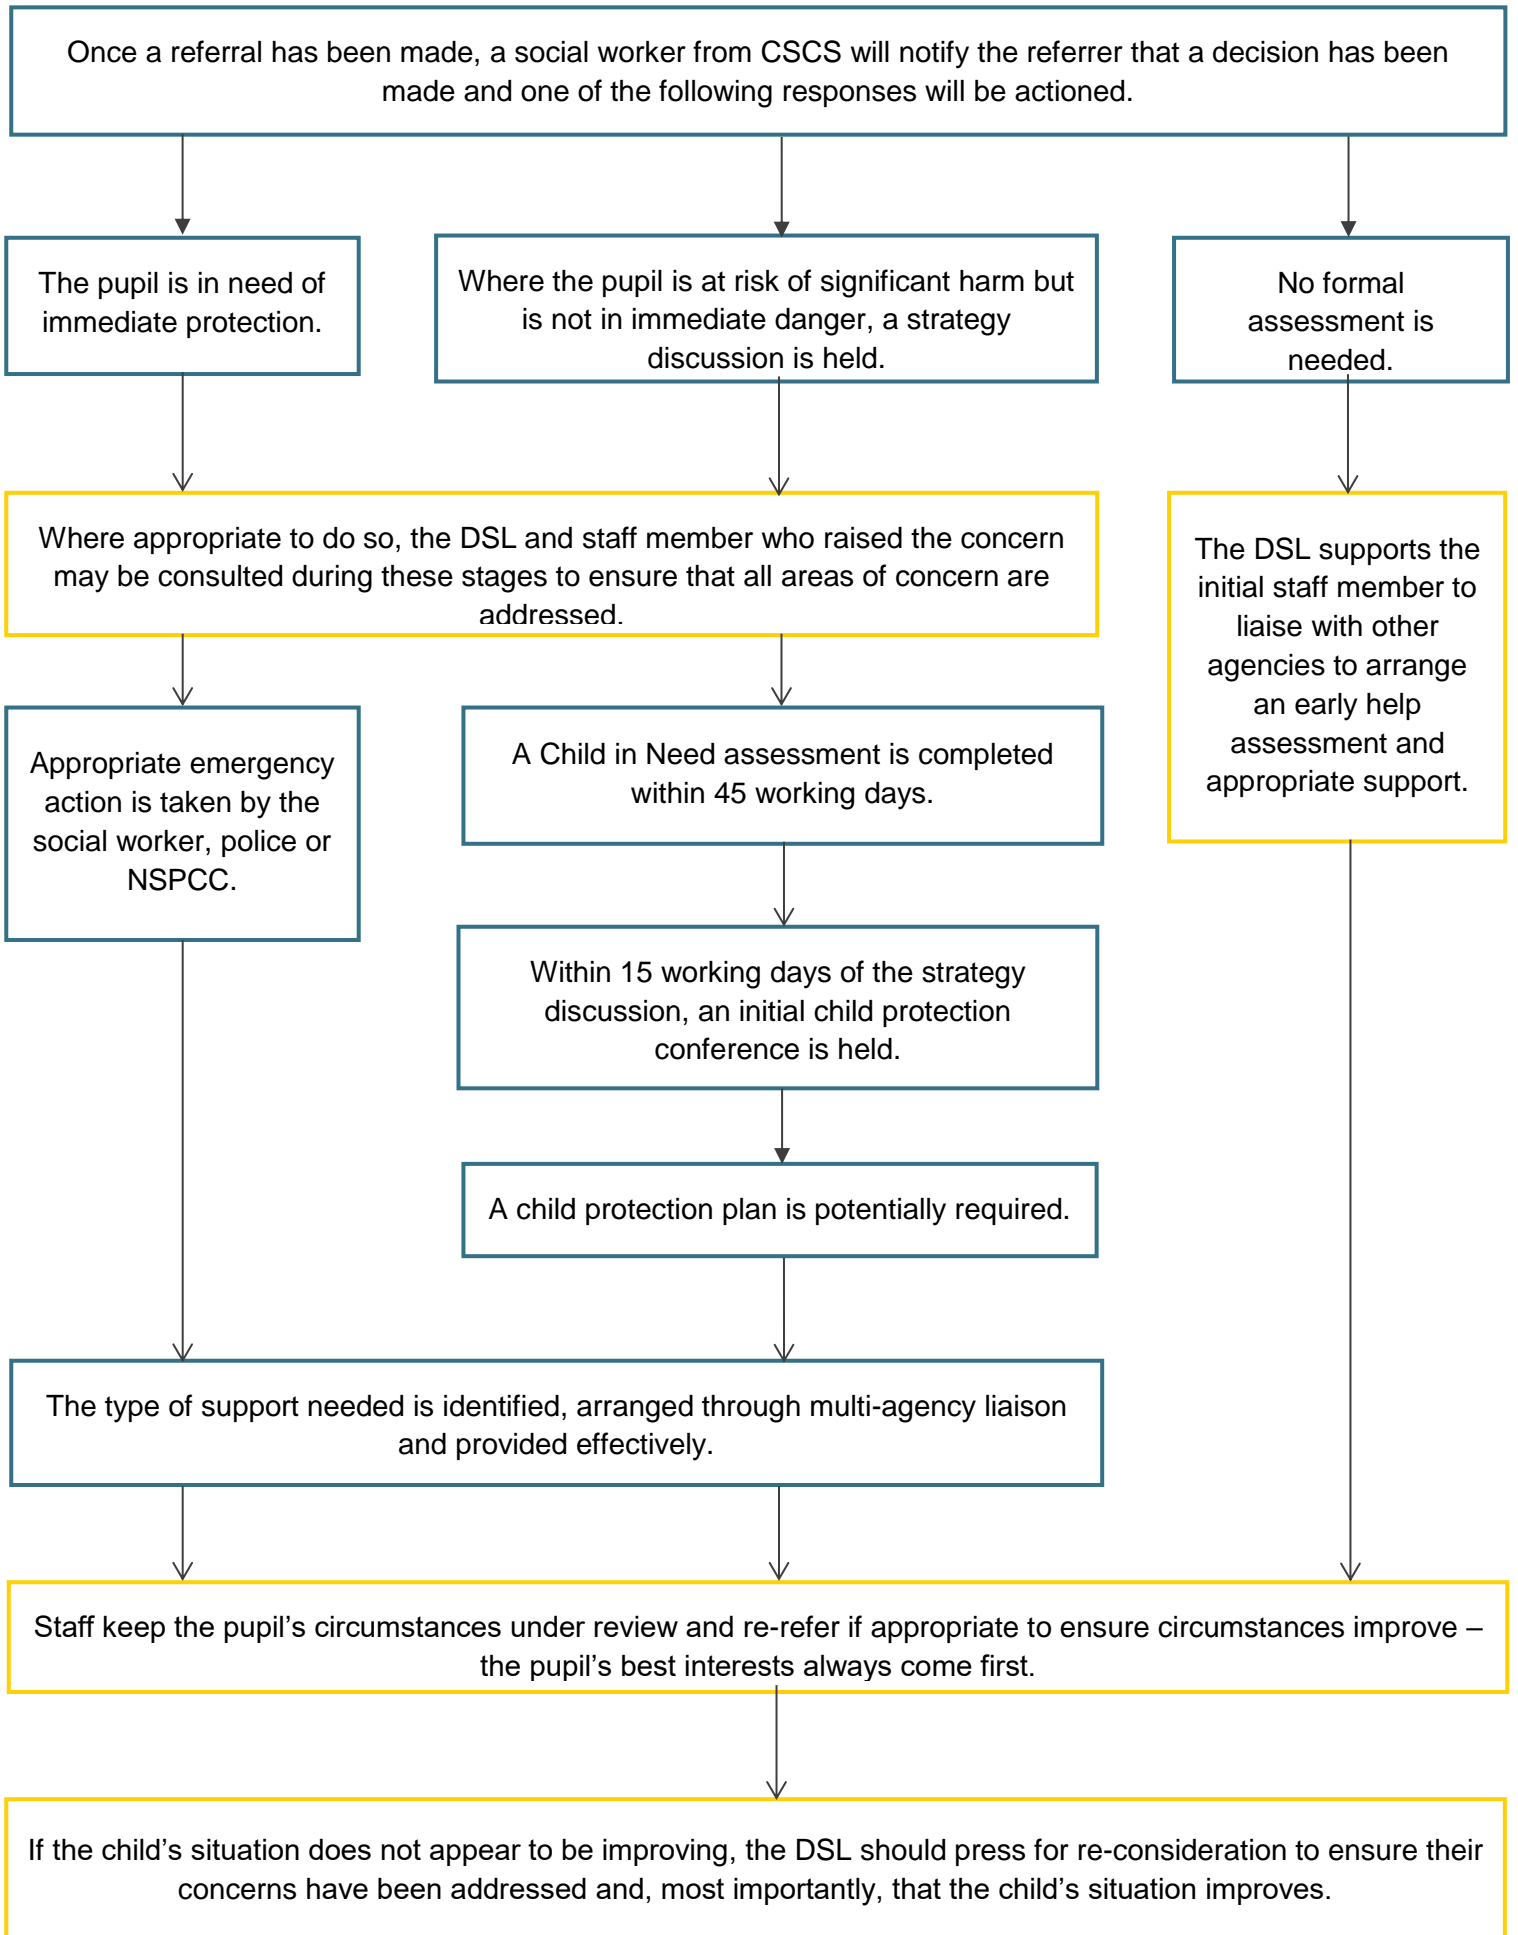 Once a referral has been made, a social worker from CSCS will notify the referrer that a decision has been
made and one of the following responses will be actioned.
The pupil is in need of
immediate protection.
Where the pupil is at risk of significant harm but
is not in immediate danger, a strategy
discussion is held.
No formal
assessment is
needed.
Where appropriate to do so, the DSL and staff member who raised the concern
may be consulted during these stages to ensure that all areas of concern are
addressed.
The DSL supports the
initial staff member to
liaise with other
agencies to arrange
an early help
assessment and
appropriate support.
Appropriate emergency
action is taken by the
social worker, police or
NSPCC.
A Child in Need assessment is completed
within 45 working days.
Within 15 working days of the strategy
discussion, an initial child protection
conference is held.
A child protection plan is potentially required.
The type of support needed is identified, arranged through multi-agency liaison
and provided effectively.
Staff keep the pupil’s circumstances under review and re-refer if appropriate to ensure circumstances improve –
the pupil’s best interests always come first.
If the child’s situation does not appear to be improving, the DSL should press for re-consideration to ensure their
concerns have been addressed and, most importantly, that the child’s situation improves.